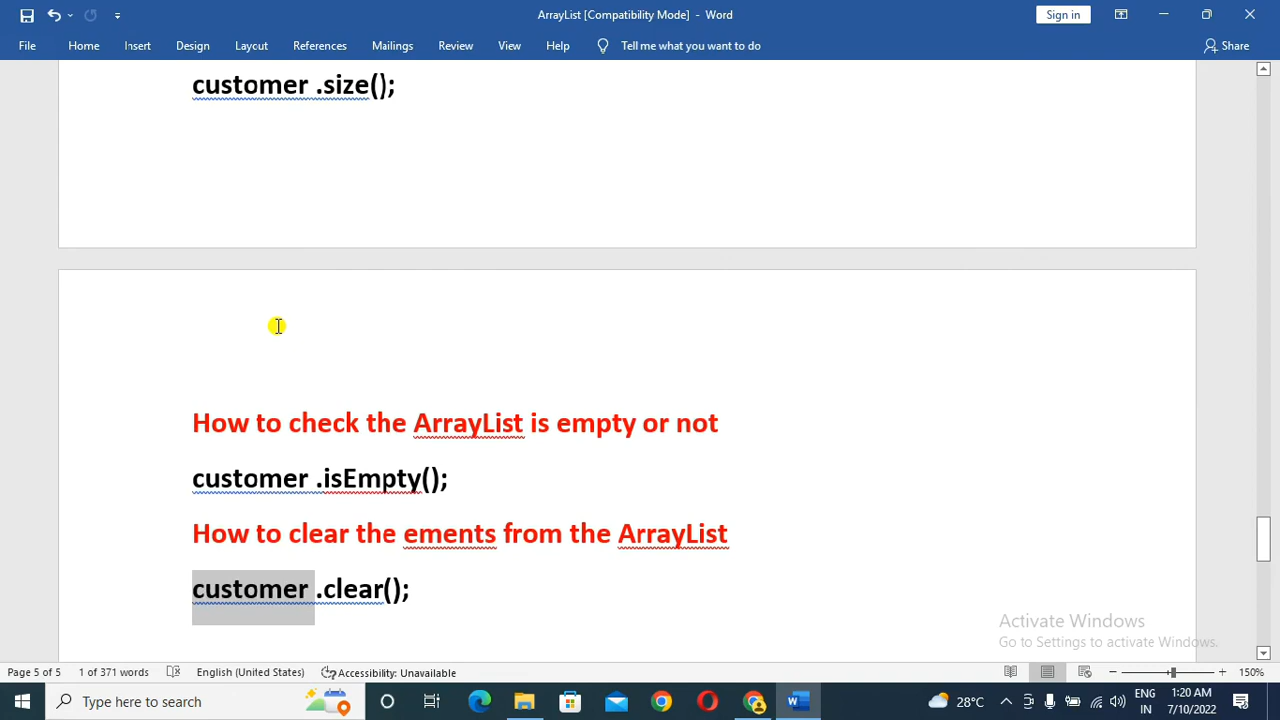 ArrayList [Compatibility Mode] - Word
Sign in
File Home Insert Design Layout References Mailings Review View Help Tell me what you want to do Share
customer .size();
How to check the ArrayList is empty or not
customer .isEmpty();
How to clear the ements from the ArrayList
customer .clear();
Activate Windows
Go to Settings to activate Windows.
Page 5 of 5 1 of 371 words English (United States) Accessibility: Unavailable 150%
Type here to search 28°C ENG 1:20 AM
IN 7/10/2022